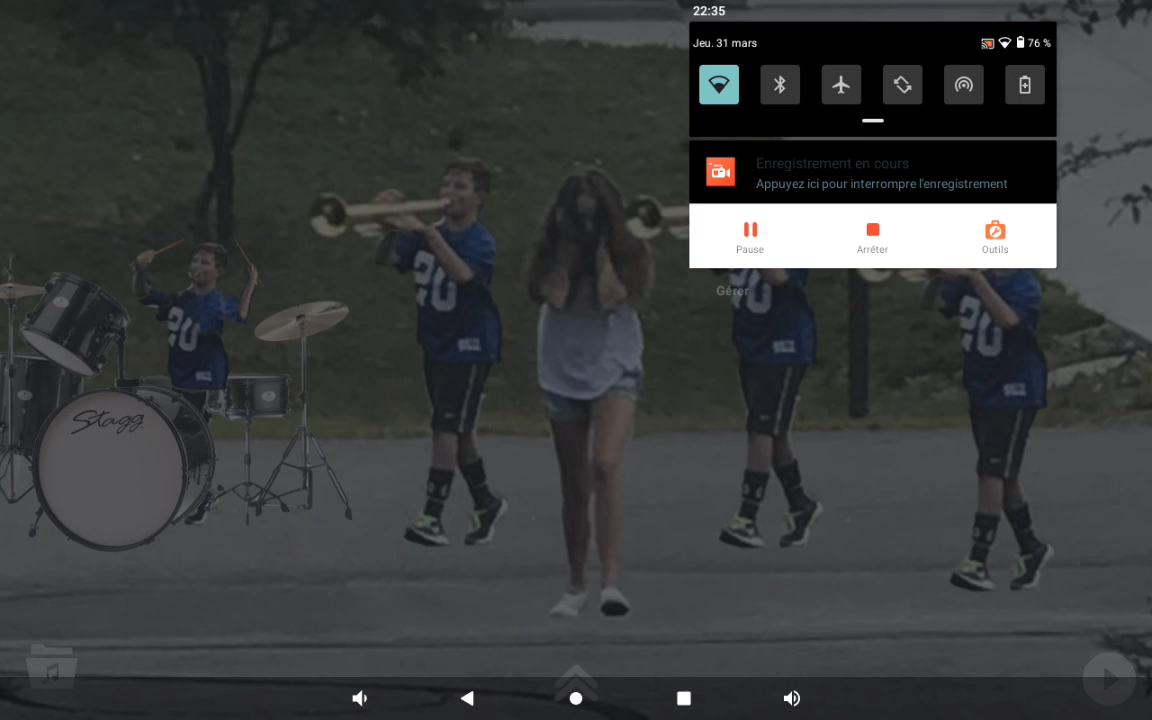 22:35
Jeu. 31 mars
76 %
Enregistrement en cours
Appuyez ici pour interrompre l'enregistrement
Pause
Arrêter
Outils
Gérer
20
20
20
20
Stagg